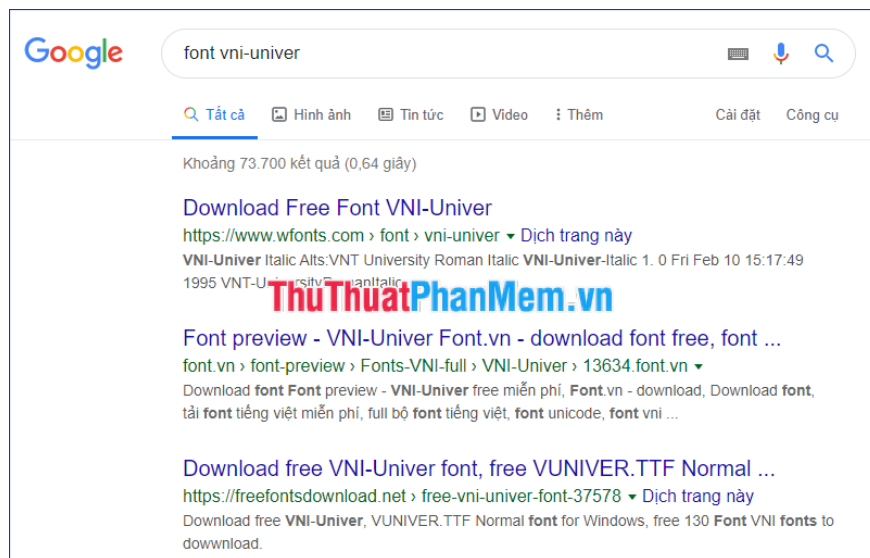 Google
font vni-univer
Tất cả Hình ảnh Tin tức Video Thêm Cài đặt Công cụ
Khoảng 73.700 kết quả (0,64 giây)
Download Free Font VNI-Univer
https://www.wfonts.com › font › vni-univer ▾ Dịch trang này
VNI-Univer Italic Alts:VNT University Roman Italic VNI-Univer-Italic 1. 0 Fri Feb 10 15:17:49
1995 VNT-UniversityRomanItalic
ThuThuatPhanMem.vn
Font preview - VNI-Univer Font.vn - download font free, font ...
font.vn › font-preview › Fonts-VNI-full › VNI-Univer › 13634.font.vn ▾
Download font Font preview - VNI-Univer free miễn phí, Font.vn - download, Download font,
tải font tiếng việt miễn phí, full bộ font tiếng việt, font unicode, font vni ...
Download free VNI-Univer font, free VUNIVER.TTF Normal ...
https://freefontsdownload.net › free-vni-univer-font-37578 ▾ Dịch trang này
Download free VNI-Univer, VUNIVER.TTF Normal font for Windows, free 130 Font VNI fonts to
dowwnload.